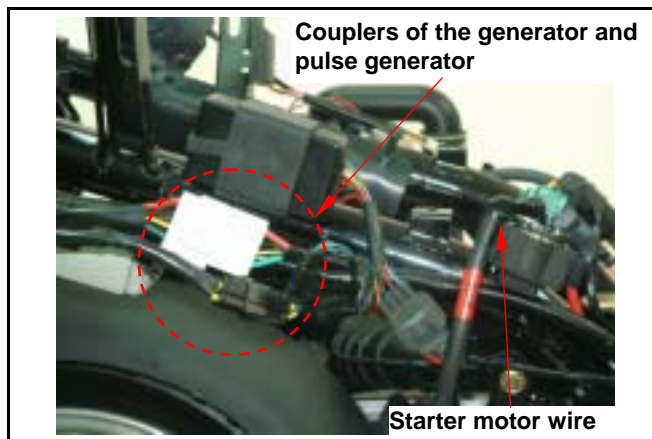 Couplers of the generator and
pulse generator
Starter motor wire